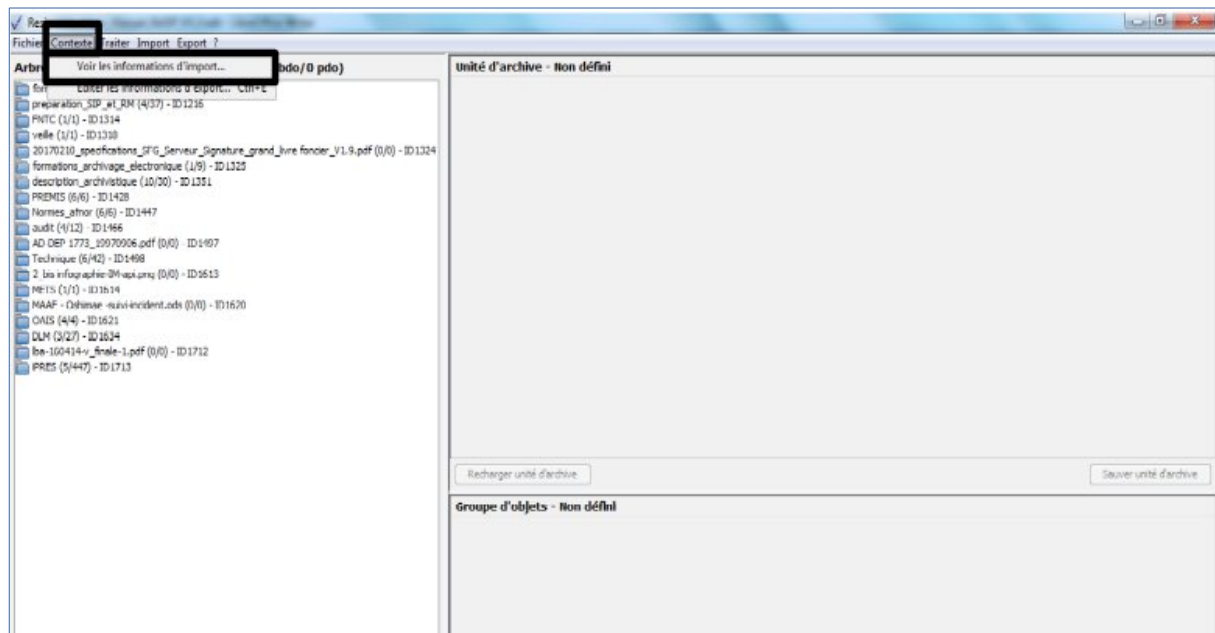 Fichier Contexte Traiter Import Export ?
Voir les informations d'import...
Arbr bdo/0 pdo)
Unité d'archive - Non défini
for Editer les informations d'export... Ctrl+E
preparation_SIP_et_RM (4/37) - ID1216
FNTC (1/1) - ID1314
veille (1/1) - ID1318
20170210_specifications_SFG_Serveur_Signature_grand_livre foncier_V1.9.pdf (0/0) - ID1324
formations_archivage_electronique (1/9) - ID1325
description_archivistique (10/30) - ID1351
PREMIS (6/6) - ID1428
Normes_afnor (6/6) - ID1447
audit (4/12) - ID1466
AD DEP 1773_19970906.pdf (0/0) - ID1497
Technique (6/42) - ID1498
2_bis infographie-BM-api.png (0/0) - ID1613
METS (1/1) - ID1614
MAAF - Oshimae -suivi-incident.ods (0/0) - ID1620
OAIS (4/4) - ID1621
DLM (3/27) - ID1634
lba-160414-v_finale-1.pdf (0/0) - ID1712
IPRES (5/447) - ID1713
Recharger unité d'archive
Sauver unité d'archive
Groupe d'objets - Non défini